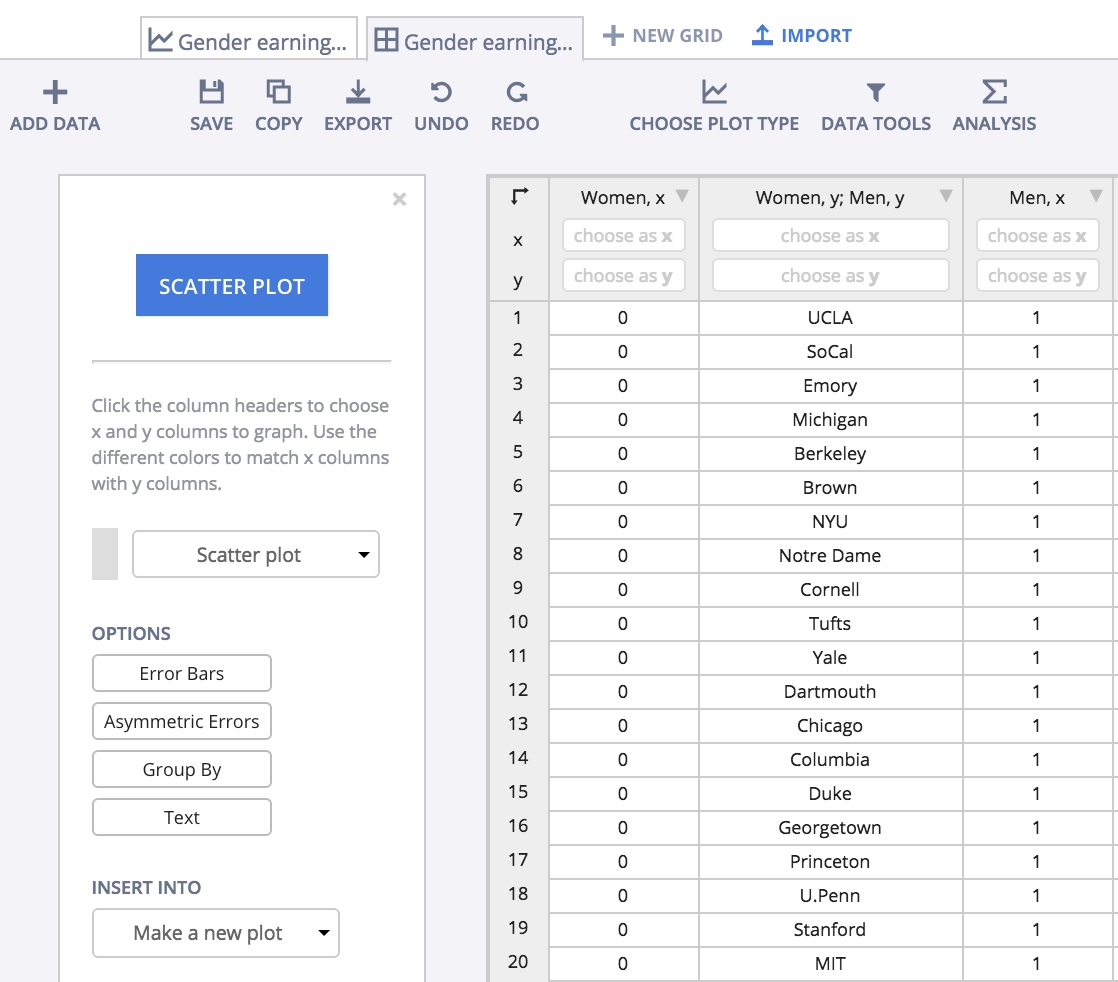 Gender earning... Gender earning... NEW GRID IMPORT
ADD DATA SAVE COPY EXPORT UNDO REDO CHOOSE PLOT TYPE DATA TOOLS ANALYSIS
SCATTER PLOT
Click the column headers to choose
x and y columns to graph. Use the
different colors to match x columns
with y columns.
Scatter plot
OPTIONS
Error Bars
Asymmetric Errors
Group By
Text
INSERT INTO
Make a new plot
Women, x Women, y; Men, y Men, x
x choose as x choose as x choose as x
y choose as y choose as y choose as y
1 0 UCLA 1
2 0 SoCal 1
3 0 Emory 1
4 0 Michigan 1
5 0 Berkeley 1
6 0 Brown 1
7 0 NYU 1
8 0 Notre Dame 1
9 0 Cornell 1
10 0 Tufts 1
11 0 Yale 1
12 0 Dartmouth 1
13 0 Chicago 1
14 0 Columbia 1
15 0 Duke 1
16 0 Georgetown 1
17 0 Princeton 1
18 0 U.Penn 1
19 0 Stanford 1
20 0 MIT 1